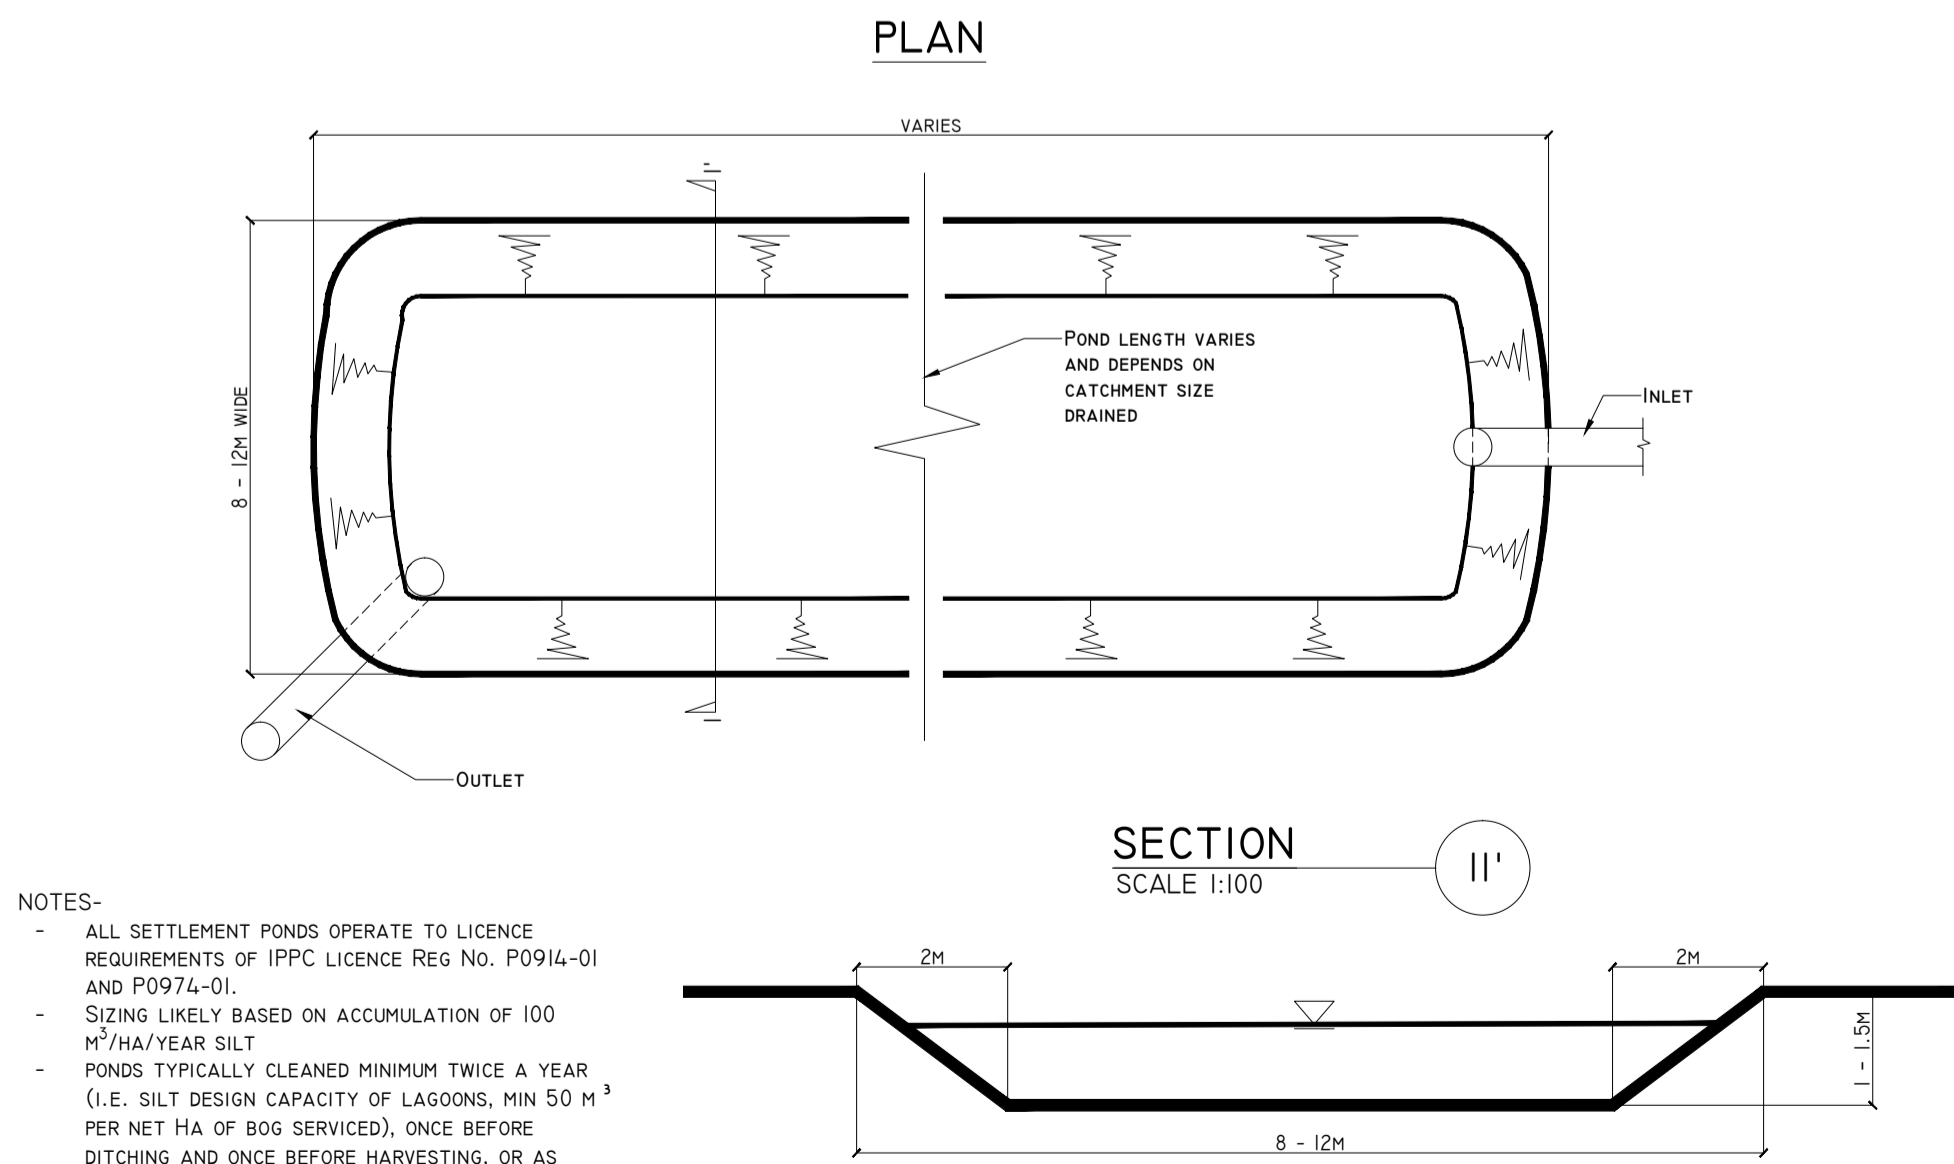 PLAN
VARIES
I'
8 - 12M WIDE
POND LENGTH VARIES
AND DEPENDS ON
CATCHMENT SIZE
DRAINED
INLET
I
OUTLET
SECTION
SCALE 1:100
II'
NOTES-
- ALL SETTLEMENT PONDS OPERATE TO LICENCE
REQUIREMENTS OF IPPC LICENCE REG NO. P0914-01
AND P0974-01.
- SIZING LIKELY BASED ON ACCUMULATION OF 100
M³/HA/YEAR SILT
- PONDS TYPICALLY CLEANED MINIMUM TWICE A YEAR
(I.E. SILT DESIGN CAPACITY OF LAGOONS, MIN 50 M³
PER NET HA OF BOG SERVICED), ONCE BEFORE
DITCHING AND ONCE BEFORE HARVESTING, OR AS
2M
2M
1 - 1.5M
8 - 12M